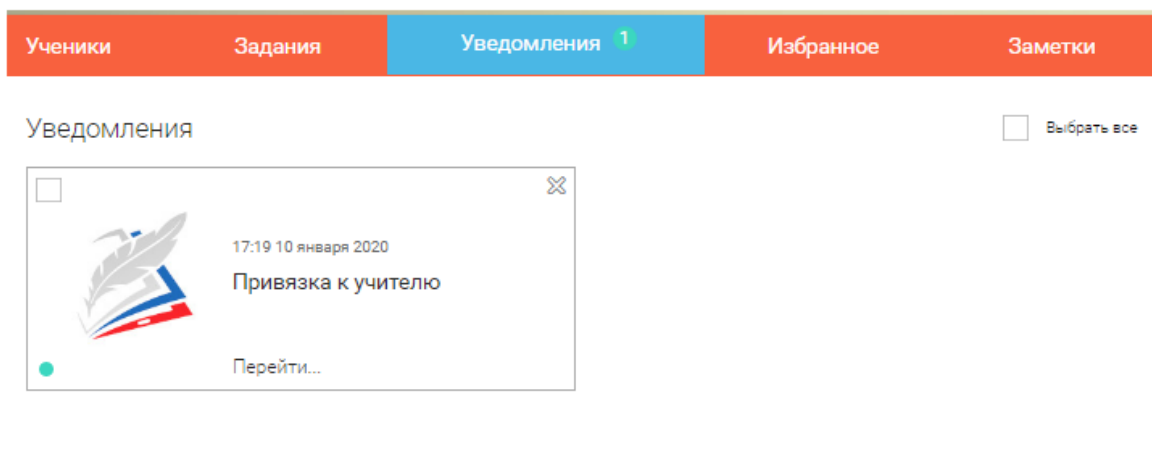 Ученики Задания Уведомления 1 Избранное Заметки
Уведомления Выбрать все
17:19 10 января 2020
Привязка к учителю
Перейти...